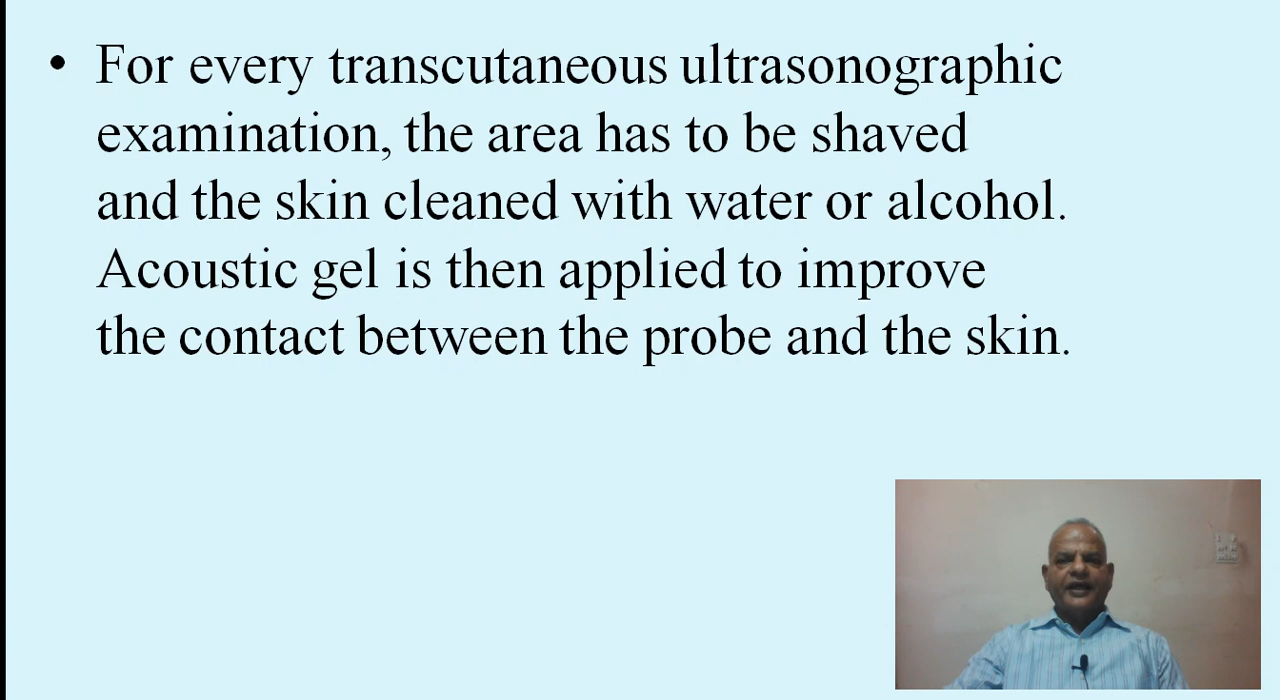 • For every transcutaneous ultrasonographic
examination, the area has to be shaved
and the skin cleaned with water or alcohol.
Acoustic gel is then applied to improve
the contact between the probe and the skin.